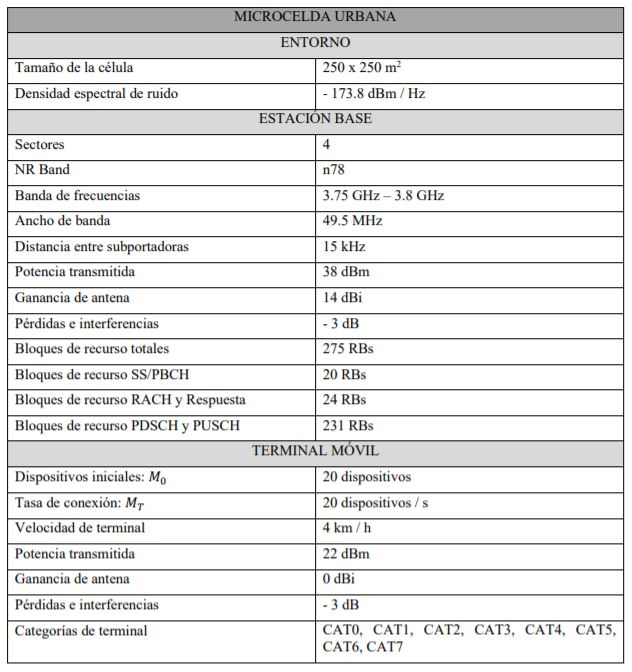 MICROCELDA URBANA
ENTORNO
Tamaño de la célula 250 x 250 m²
Densidad espectral de ruido - 173.8 dBm / Hz
ESTACIÓN BASE
Sectores 4
NR Band n78
Banda de frecuencias 3.75 GHz – 3.8 GHz
Ancho de banda 49.5 MHz
Distancia entre subportadoras 15 kHz
Potencia transmitida 38 dBm
Ganancia de antena 14 dBi
Pérdidas e interferencias - 3 dB
Bloques de recurso totales 275 RBs
Bloques de recurso SS/PBCH 20 RBs
Bloques de recurso RACH y Respuesta 24 RBs
Bloques de recurso PDSCH y PUSCH 231 RBs
TERMINAL MÓVIL
Dispositivos iniciales: M₀ 20 dispositivos
Tasa de conexión: M_T 20 dispositivos / s
Velocidad de terminal 4 km / h
Potencia transmitida 22 dBm
Ganancia de antena 0 dBi
Pérdidas e interferencias - 3 dB
Categorías de terminal CAT0, CAT1, CAT2, CAT3, CAT4, CAT5,
CAT6, CAT7